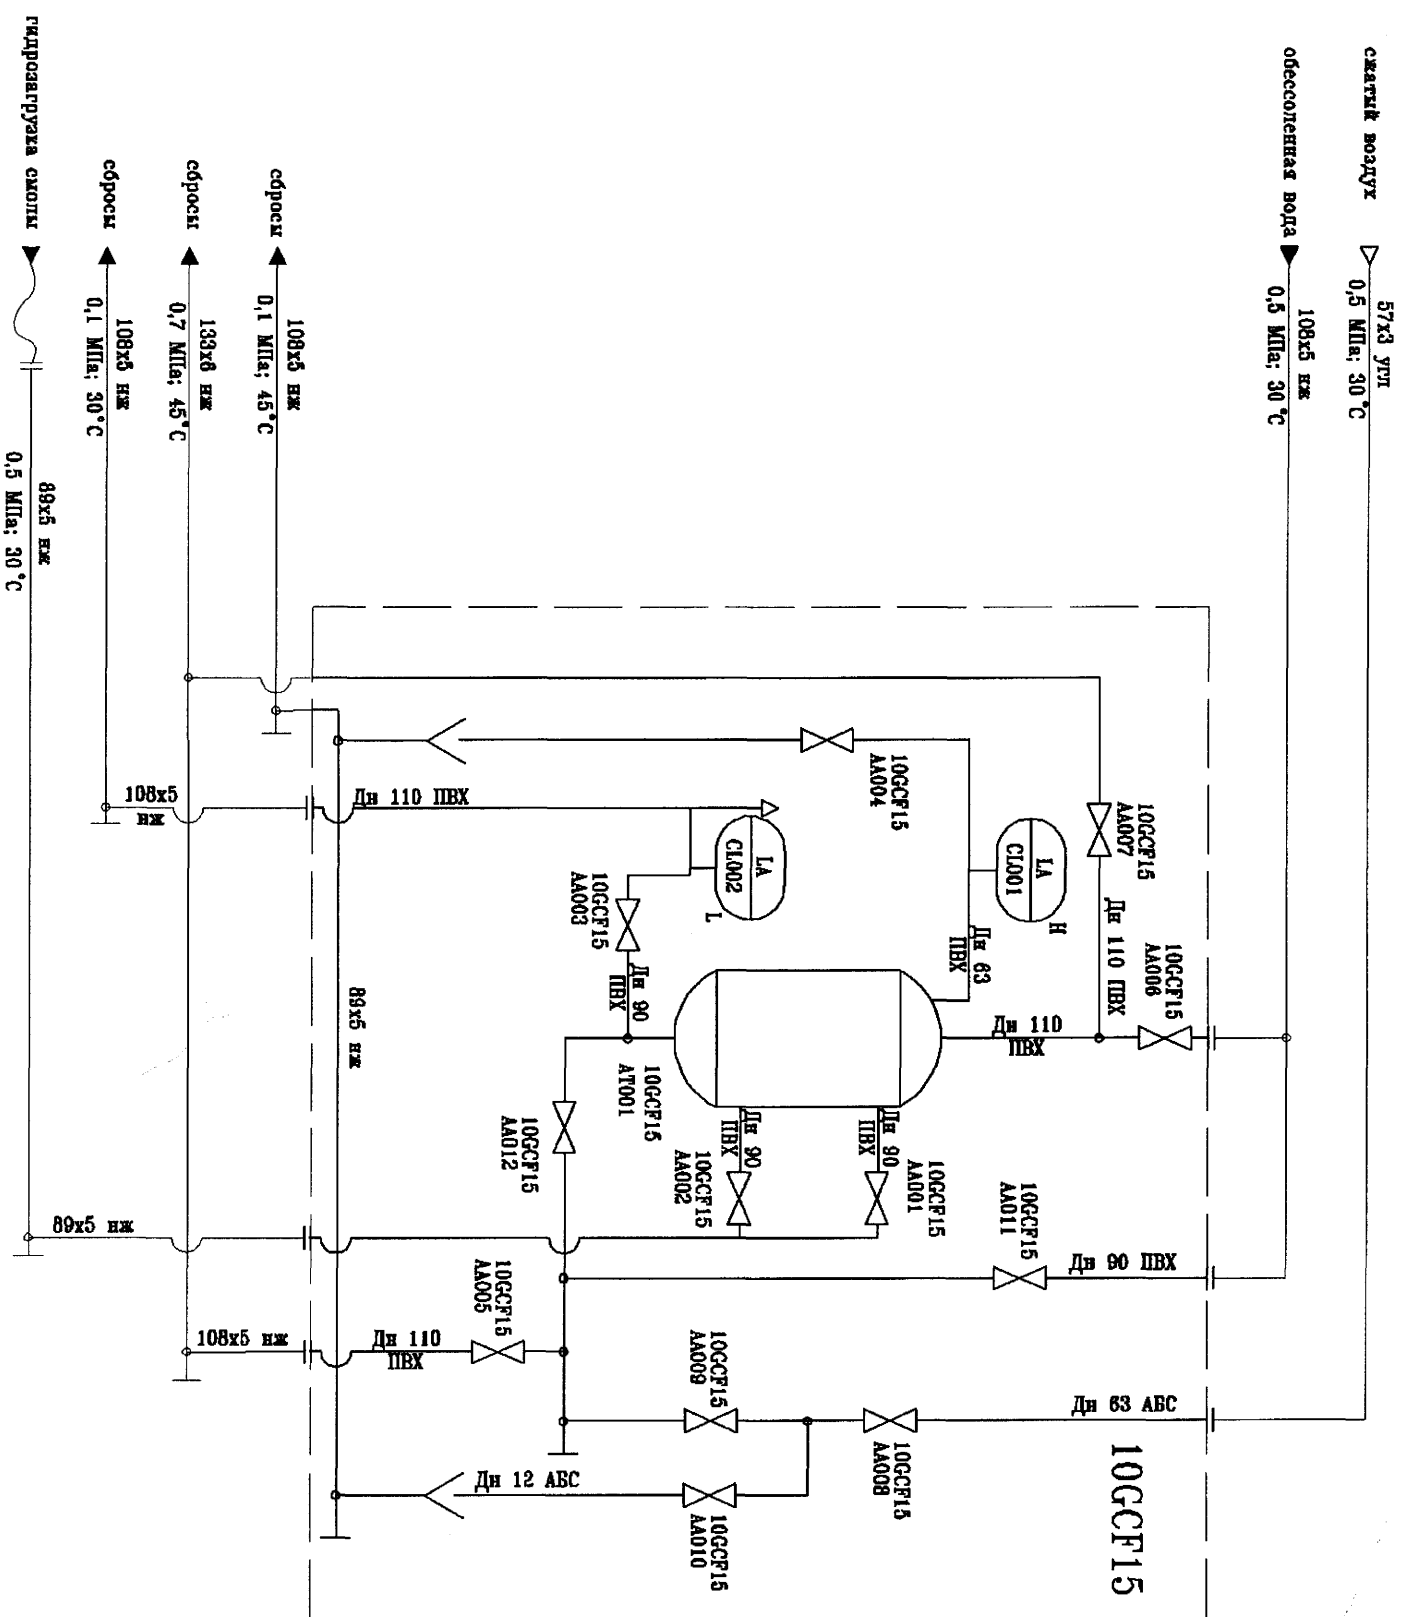 сжатый воздух
57x3 угл
0,5 МПа; 30°C
обессоленная вода
108x5 нж
0,5 МПа; 30°C
сбросы
108x5 нж
0,1 МПа; 45°C
сбросы
133x6 нж
0,7 МПа; 45°C
сбросы
108x5 нж
0,1 МПа; 30°C
гидрозагрузка смолы
89x5 нж
0,5 МПа; 30°C
10GCF15
AA004
10GCF15
AA007
108x5
нж
Дн 110 ПВХ
LA
CL002
L
LA
CL001
H
10GCF15
AA003
Дн 63
ПВХ
Дн 110 ПВХ
10GCF15
AA006
Дн 90
ПВХ
Дн 110
ПВХ
89x5 нж
10GCF15
AT001
10GCF15
AA012
Дн 90
ПВХ
Дн 90
ПВХ
10GCF15
AA002
10GCF15
AA001
10GCF15
AA011
Дн 90 ПВХ
89x5 нж
10GCF15
AA005
108x5 нж
Дн 110
ПВХ
10GCF15
AA009
Дн 63 АБС
10GCF15
AA008
10GCF15
Дн 12 АБС
10GCF15
AA010